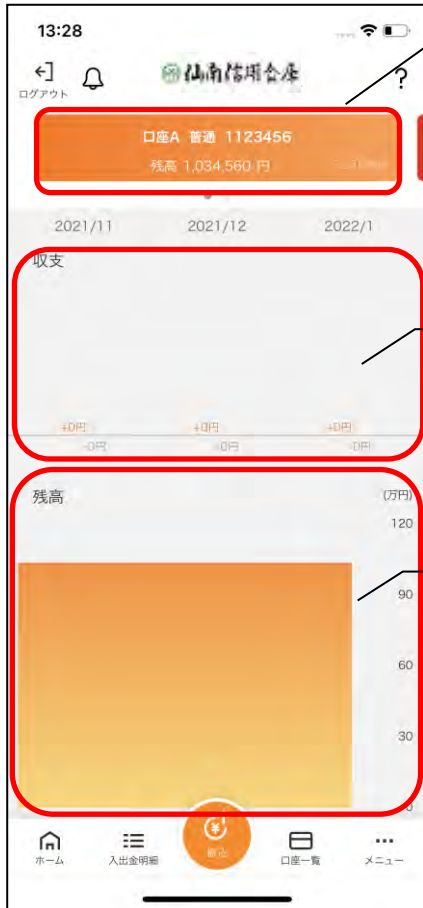 13:28
ログアウト
仙南信用金庫
?
口座A 普通 1123456
残高 1,034,560 円
2021/11 2021/12 2022/1
収支
+0円 +0円 +0円
-0円 -0円 -0円
残高 (万円)
120
90
60
30
0
ホーム 入出金明細 振込 口座一覧 メニュー